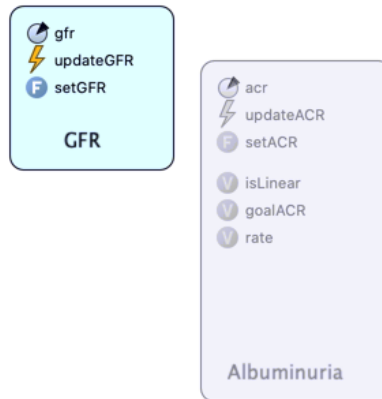 gfr
updateGFR
F setGFR
GFR
acr
updateACR
F setACR
V isLinear
V goalACR
V rate
Albuminuria